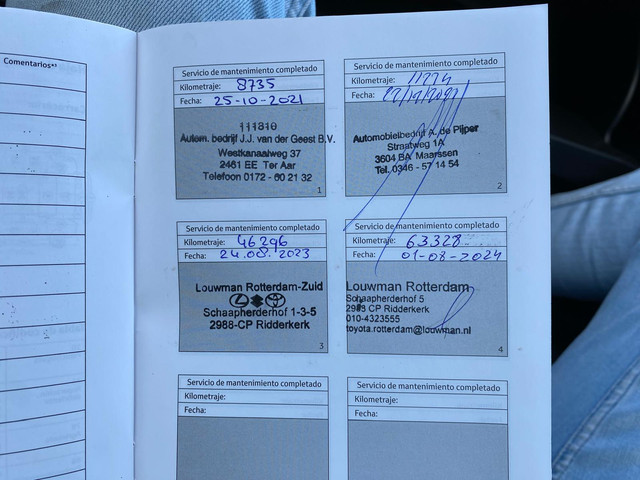 Comentarios*³
Servicio de mantenimiento completado
Kilometraje: 8735
Fecha: 25-10-2021
111810
Autom. bedrijf J.J. van der Geest B.V.
Westkanaalweg 37
2461 EE Ter Aar
Telefoon 0172 - 60 21 32
1
Servicio de mantenimiento completado
Kilometraje: 11274
Fecha:
Automobielbedrijf A. de Pijper
Straatweg 1A
3604 BA Maarssen
Tel. 0346 - 57 14 54
2
Servicio de mantenimiento completado
Kilometraje: 46296
Fecha: 24.08.2023
Louwman Rotterdam-Zuid
Schaapherderhof 1-3-5
2988-CP Ridderkerk
3
Servicio de mantenimiento completado
Kilometraje: 63328
Fecha: 01-08-2024
Louwman Rotterdam
Schaapherderhof 5
2988 CP Ridderkerk
010-4323555
toyota.rotterdam@louwman.nl
4
Servicio de mantenimiento completado
Kilometraje:
Fecha:
Servicio de mantenimiento completado
Kilometraje:
Fecha: